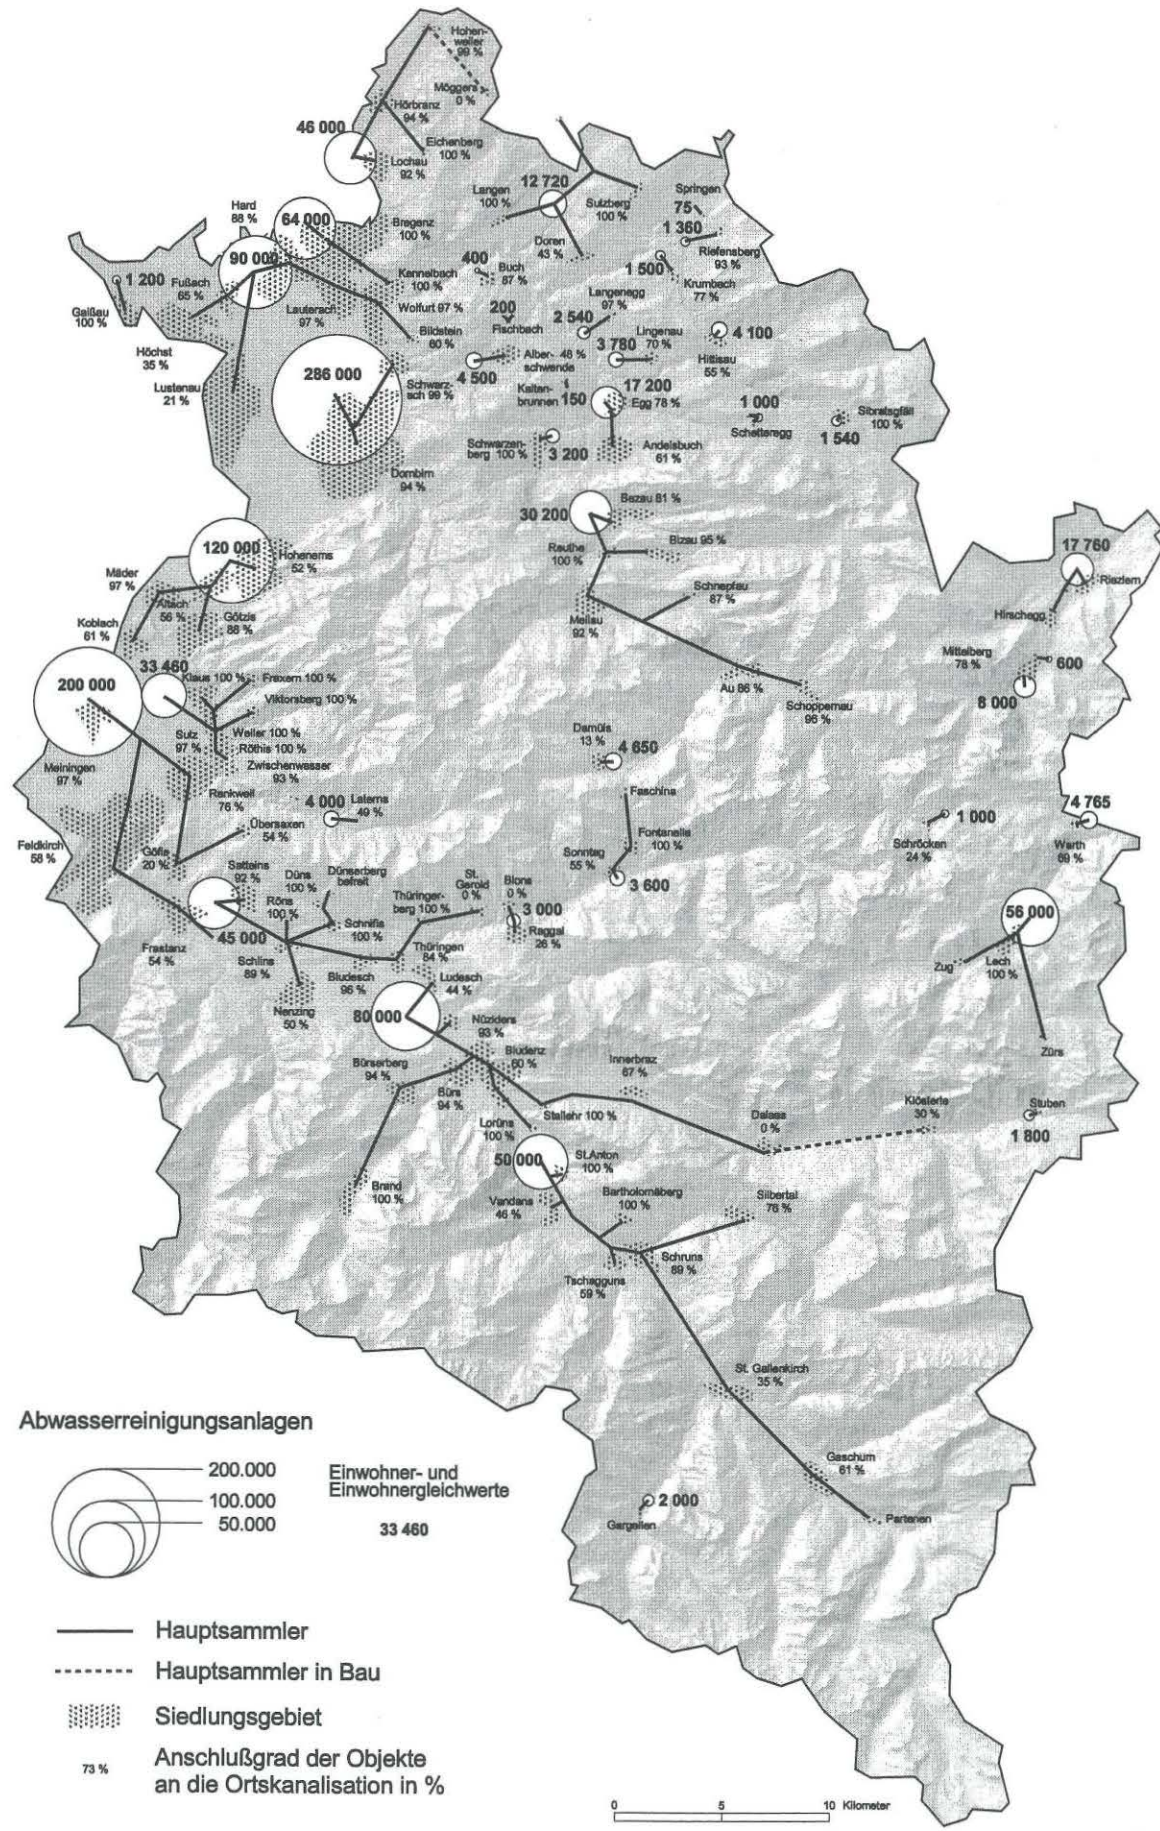 Hohen-
weiler
99 %
Möggers
0 %
Hörbranz
94 %
46 000
Eichenberg
100 %
Lochau
92 %
Langen
100 %
12 720
Sulzberg
100 %
Springen
75
Hard
88 %
64 000
Bregenz
100 %
1 360
Doren
43 %
Riefensberg
93 %
90 000
400
Buch
87 %
1 500
Krumbach
77 %
1 200
Fußach
65 %
Kennelbach
100 %
Langenegg
97 %
Gaißau
100 %
Lauterach
97 %
Wolfurt 97 %
200
Fischbach
2 540
Lingenau
70 %
4 100
Höchst
35 %
Bildstein
60 %
3 780
Hittisau
55 %
286 000
Alber-
schwende
48 %
4 500
Lustenau
21 %
Schwarz-
ach 99 %
Kalten-
brunnen
150
17 200
Egg 78 %
1 000
Schetteregg
Sibratsgfäll
100 %
1 540
Schwarzen-
berg 100 %
3 200
Andelsbuch
61 %
Dornbirn
94 %
Bezau 81 %
30 200
120 000
Hohenems
52 %
Reuthe
100 %
Bizau 95 %
17 760
Riezlern
Mäder
97 %
Altach
56 %
Schnepfau
87 %
Hirschegg
Koblach
61 %
Götzis
88 %
Mellau
92 %
Mittelberg
78 %
600
33 460
200 000
Klaus 100 %
Fraxern 100 %
Au 86 %
8 000
Viktorsberg 100 %
Schoppernau
96 %
Sulz
97 %
Weiler 100 %
Damüls
13 %
4 650
Röthis 100 %
Meiningen
97 %
Zwischenwasser
93 %
Rankweil
76 %
Faschina
4 000
Laterns
49 %
74 765
1 000
Übersaxen
54 %
Fontanella
100 %
Schröcken
24 %
Warth
69 %
Feldkirch
58 %
Göfis
20 %
Sonntag
55 %
3 600
Satteins
92 %
Düns
100 %
Dünserberg
befreit
St.
Gerold
0 %
Blons
0 %
Röns
100 %
Thüringer-
berg 100 %
3 000
56 000
Schnifis
100 %
Raggal
26 %
45 000
Frastanz
54 %
Schlins
89 %
Thüringen
84 %
Zug
Lech
100 %
Bludesch
96 %
Ludesch
44 %
Nenzing
50 %
80 000
Nüziders
93 %
Zürs
Bürserberg
94 %
Bludenz
60 %
Innerbraz
67 %
Bürs
94 %
Stallehr 100 %
Dalaas
0 %
Klösterle
30 %
Stuben
1 800
Lorüns
100 %
50 000
St.Anton
100 %
Brand
100 %
Vandans
46 %
Bartholomäberg
100 %
Silbertal
76 %
Schruns
89 %
Tschagguns
59 %
St. Gallenkirch
35 %
Gaschurn
61 %
Partenen
2 000
Gargellen
Abwasserreinigungsanlagen
200.000
100.000
50.000
Einwohner- und
Einwohnergleichwerte
33 460
Hauptsammler
Hauptsammler in Bau
Siedlungsgebiet
73 %
Anschlußgrad der Objekte
an die Ortskanalisation in %
0 5 10 Kilometer